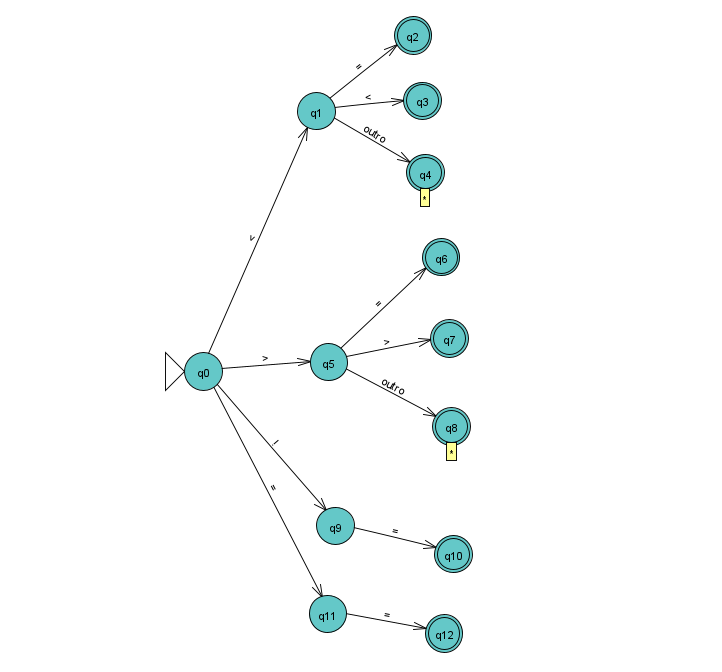 q2
=
<
q3
q1
outro
q4
*
<
q6
=
>
q7
>
q5
q0
outro
q8
*
!
=
q9
=
q10
q11
=
q12